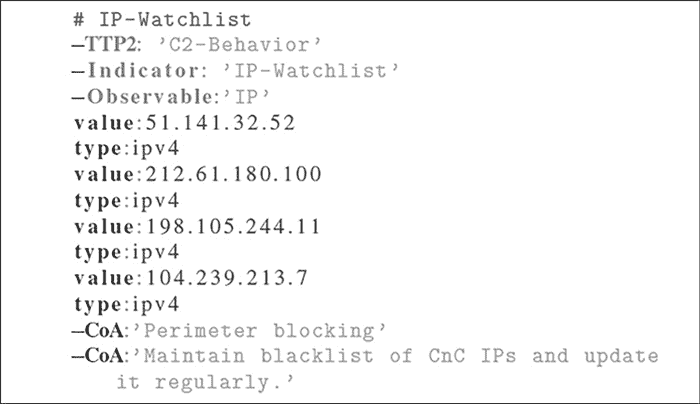 # IP-Watchlist
–TTP2: 'C2-Behavior'
–Indicator: 'IP-Watchlist'
–Observable:'IP'
value:51.141.32.52
type:ipv4
value:212.61.180.100
type:ipv4
value:198.105.244.11
type:ipv4
value:104.239.213.7
type:ipv4
–CoA:'Perimeter blocking'
–CoA:'Maintain blacklist of CnC IPs and update
it regularly.'